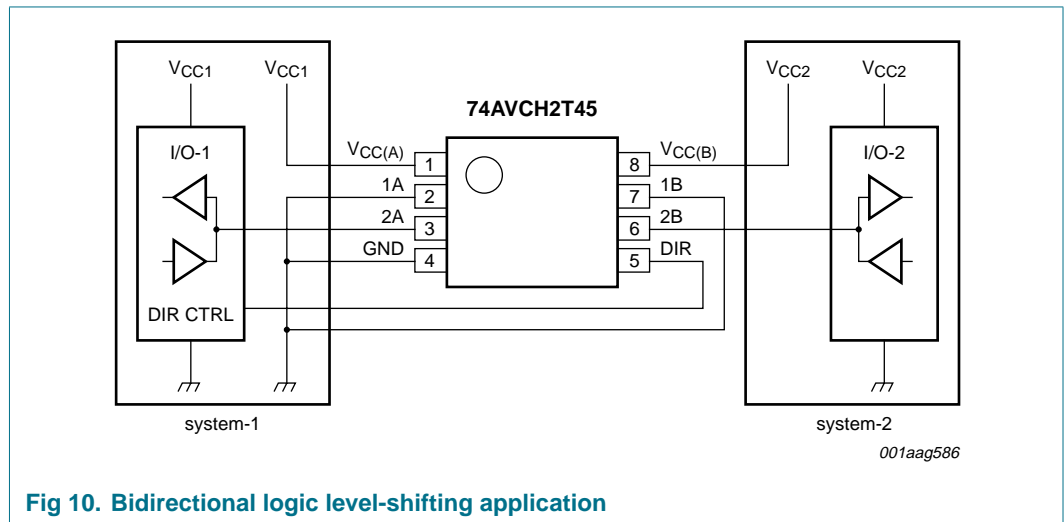 VCC1 VCC1 VCC2 VCC2
74AVCH2T45
I/O-1 I/O-2
VCC(A) 1 8 VCC(B)
1A 2 7 1B
2A 3 6 2B
GND 4 5 DIR
DIR CTRL
system-1 system-2
001aag586
Fig 10. Bidirectional logic level-shifting application